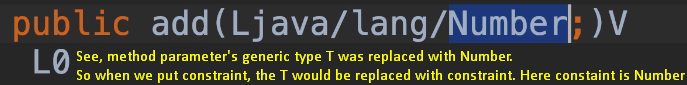 public add(Ljava/lang/Number;)V
L0 See, method parameter's generic type T was replaced with Number.
So when we put constraint, the T would be replaced with constraint. Here constaint is Number